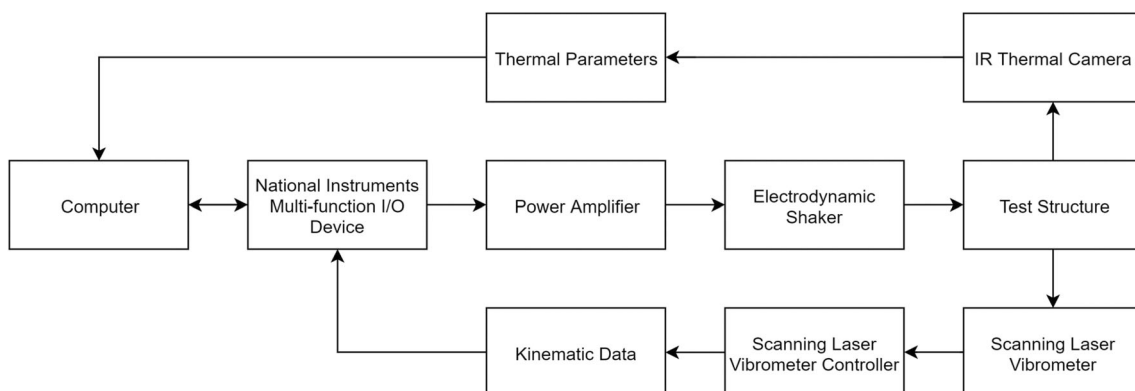 Thermal Parameters
IR Thermal Camera
Computer
National Instruments
Multi-function I/O
Device
Power Amplifier
Electrodynamic
Shaker
Test Structure
Kinematic Data
Scanning Laser
Vibrometer Controller
Scanning Laser
Vibrometer